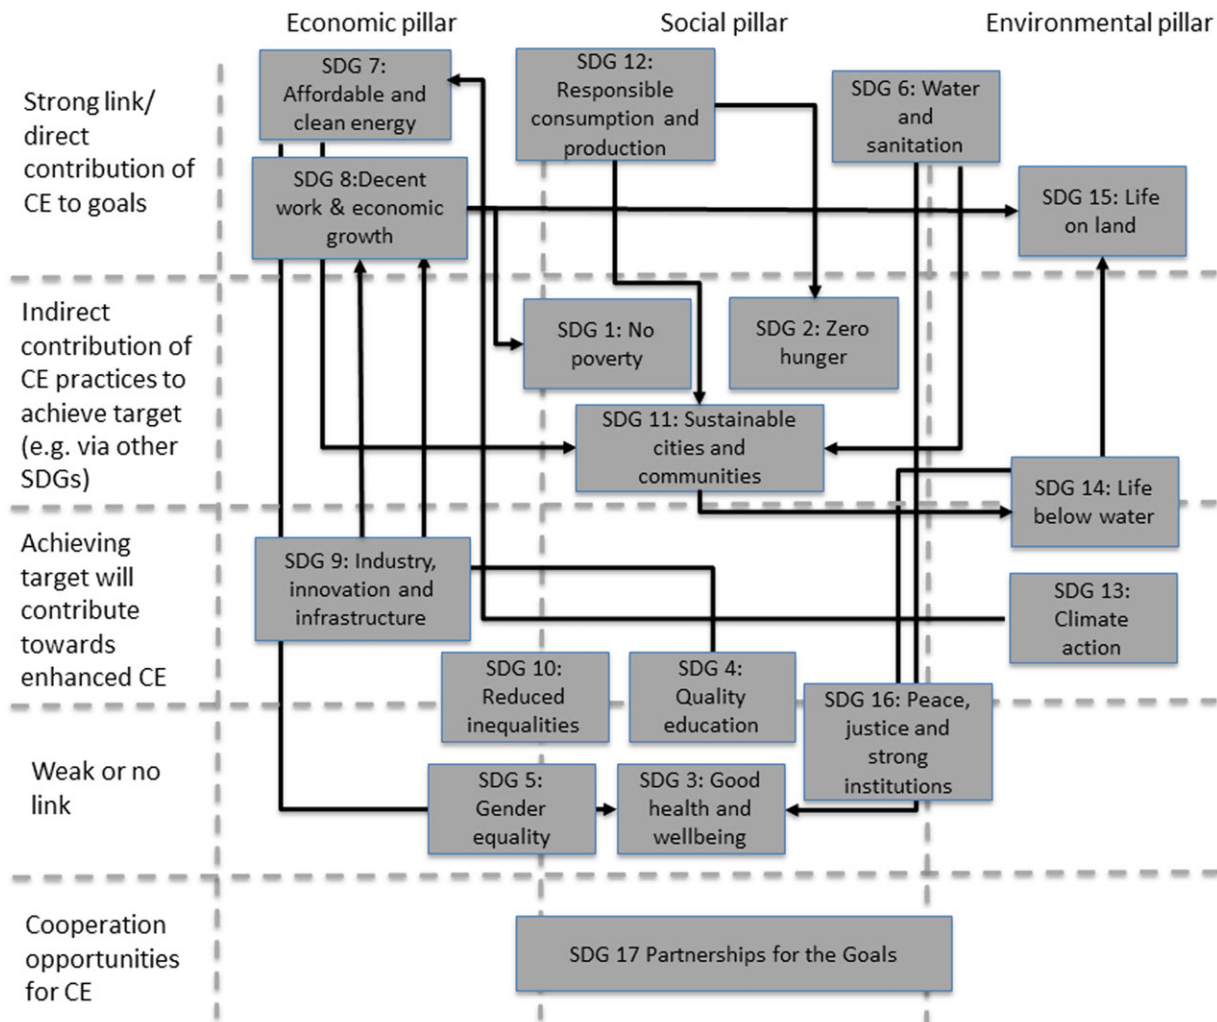 Economic pillar
Social pillar
Environmental pillar
Strong link/
direct
contribution of
CE to goals
SDG 7:
Affordable and
clean energy
SDG 12:
Responsible
consumption and
production
SDG 6: Water
and
sanitation
SDG 8:Decent
work & economic
growth
SDG 15: Life
on land
Indirect
contribution of
CE practices to
achieve target
(e.g. via other
SDGs)
SDG 1: No
poverty
SDG 2: Zero
hunger
SDG 11: Sustainable
cities and
communities
SDG 14: Life
below water
Achieving
target will
contribute
towards
enhanced CE
SDG 9: Industry,
innovation and
infrastructure
SDG 13:
Climate
action
SDG 10:
Reduced
inequalities
SDG 4:
Quality
education
SDG 16: Peace,
justice and
strong
institutions
Weak or no
link
SDG 5:
Gender
equality
SDG 3: Good
health and
wellbeing
Cooperation
opportunities
for CE
SDG 17 Partnerships for the Goals